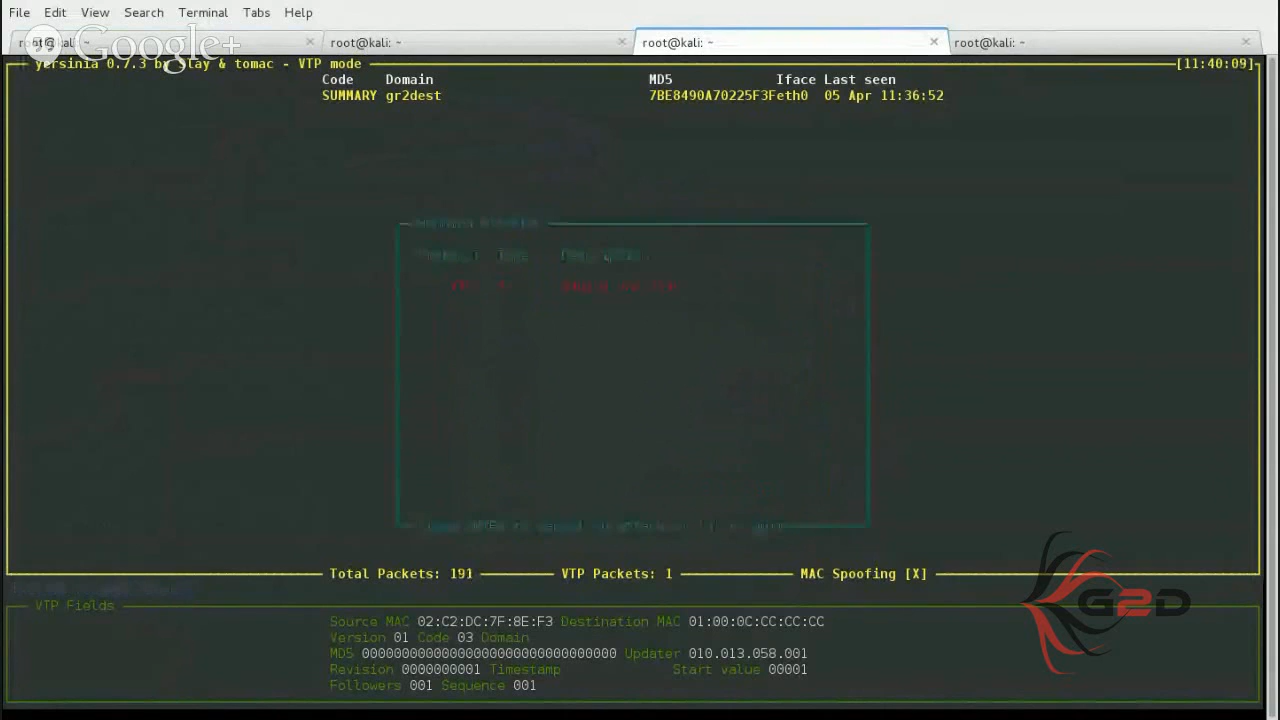 File Edit View Search Terminal Tabs Help
Google+
root@kali: ~ root@kali: ~ root@kali: ~
yersinia 0.7.3 by slay & tomac - VTP mode [11:40:09]
Code Domain MD5 Iface Last seen
SUMMARY gr2dest 7BE8490A70225F3Feth0 05 Apr 11:36:52
Total Packets: 191 VTP Packets: 1 MAC Spoofing [X]
VTP Fields
Source MAC 02:C2:DC:7F:8E:F3 Destination MAC 01:00:0C:CC:CC:CC
Version 01 Code 03 Domain
MD5 00000000000000000000000000000000 Updater 010.013.058.001
Revision 0000000001 Timestamp Start value 00001
Followers 001 Sequence 001
G2D